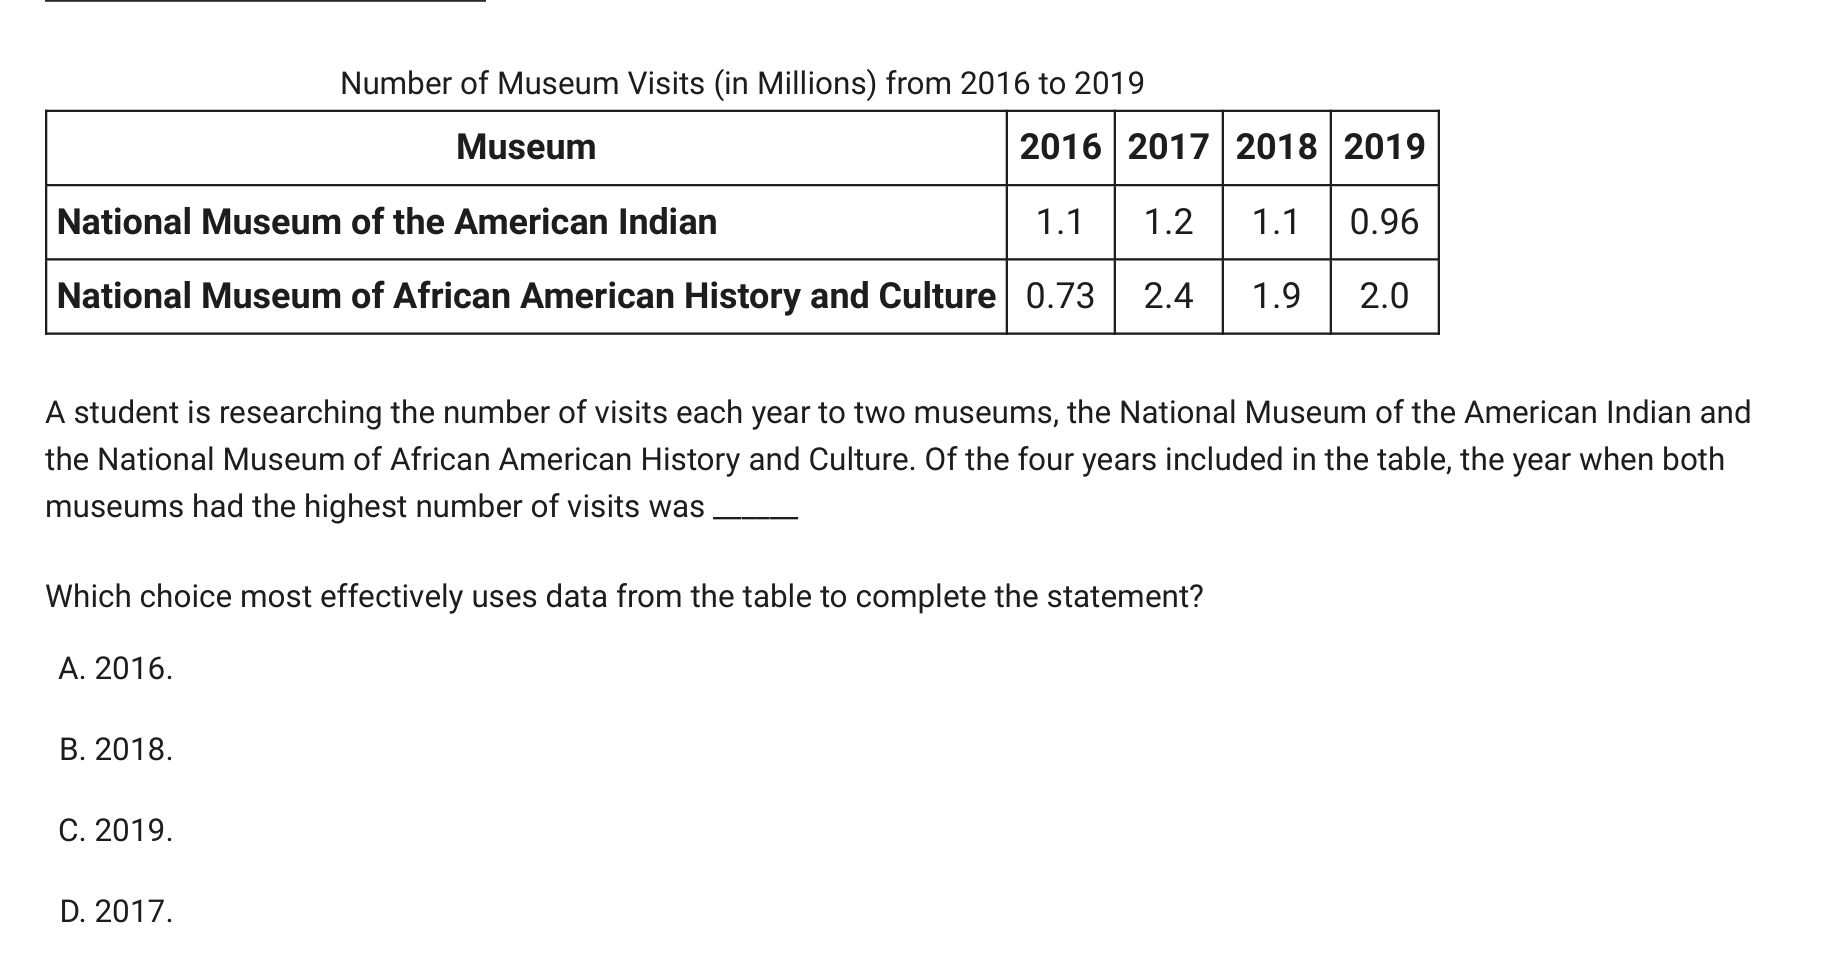 Number of Museum Visits (in Millions) from 2016 to 2019
Museum 2016 2017 2018 2019
National Museum of the American Indian 1.1 1.2 1.1 0.96
National Museum of African American History and Culture 0.73 2.4 1.9 2.0
A student is researching the number of visits each year to two museums, the National Museum of the American Indian and
the National Museum of African American History and Culture. Of the four years included in the table, the year when both
museums had the highest number of visits was ______
Which choice most effectively uses data from the table to complete the statement?
A. 2016.
B. 2018.
C. 2019.
D. 2017.